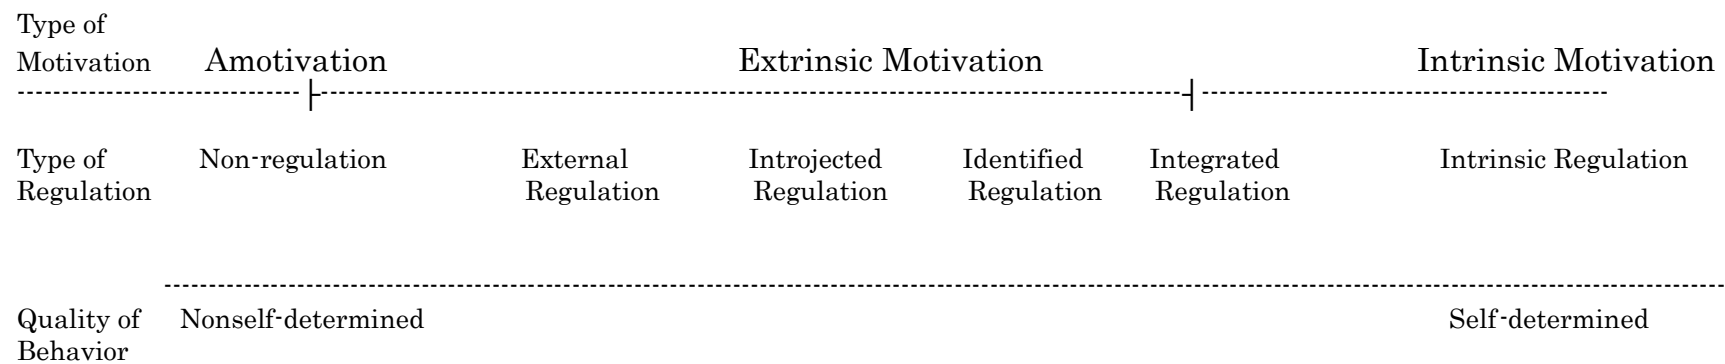 Type of
Motivation Amotivation Extrinsic Motivation Intrinsic Motivation
Type of Non-regulation External Introjected Identified Integrated Intrinsic Regulation
Regulation Regulation Regulation Regulation Regulation
Quality of Nonself-determined Self-determined
Behavior